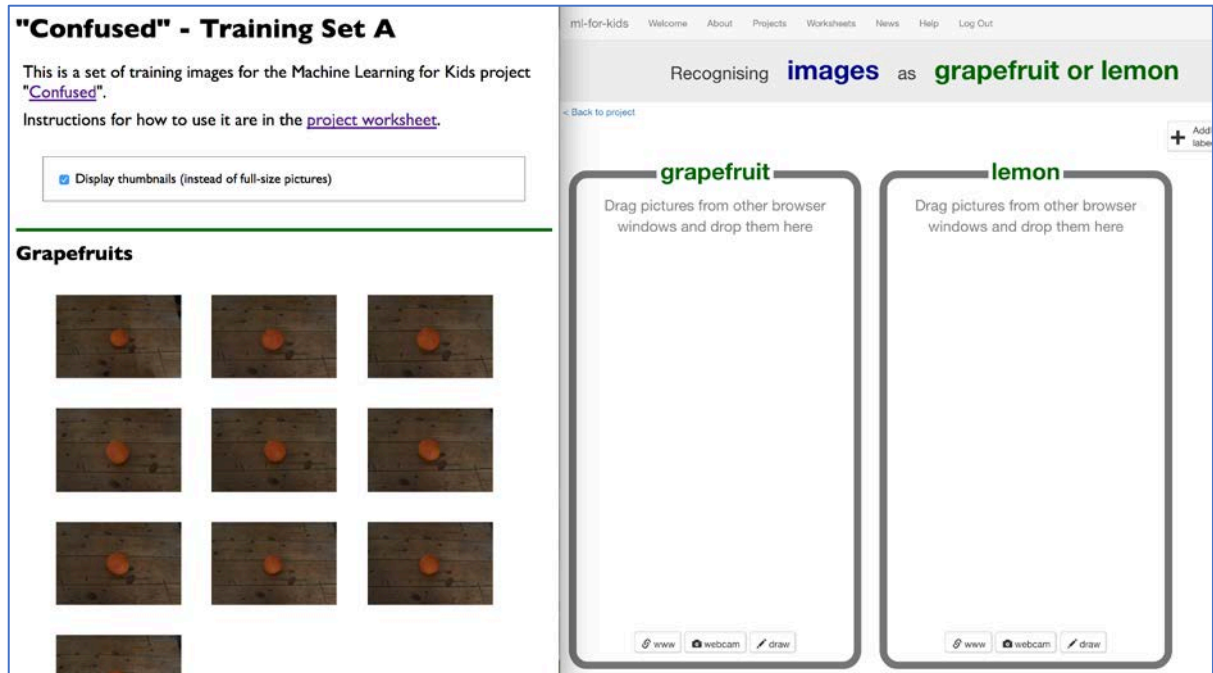 "Confused" - Training Set A
This is a set of training images for the Machine Learning for Kids project
"Confused".
Instructions for how to use it are in the project worksheet.
Display thumbnails (instead of full-size pictures)
Grapefruits
ml-for-kids Welcome About Projects Worksheets News Help Log Out
Recognising images as grapefruit or lemon
< Back to project
Add
labe
grapefruit
Drag pictures from other browser
windows and drop them here
www webcam draw
lemon
Drag pictures from other browser
windows and drop them here
www webcam draw